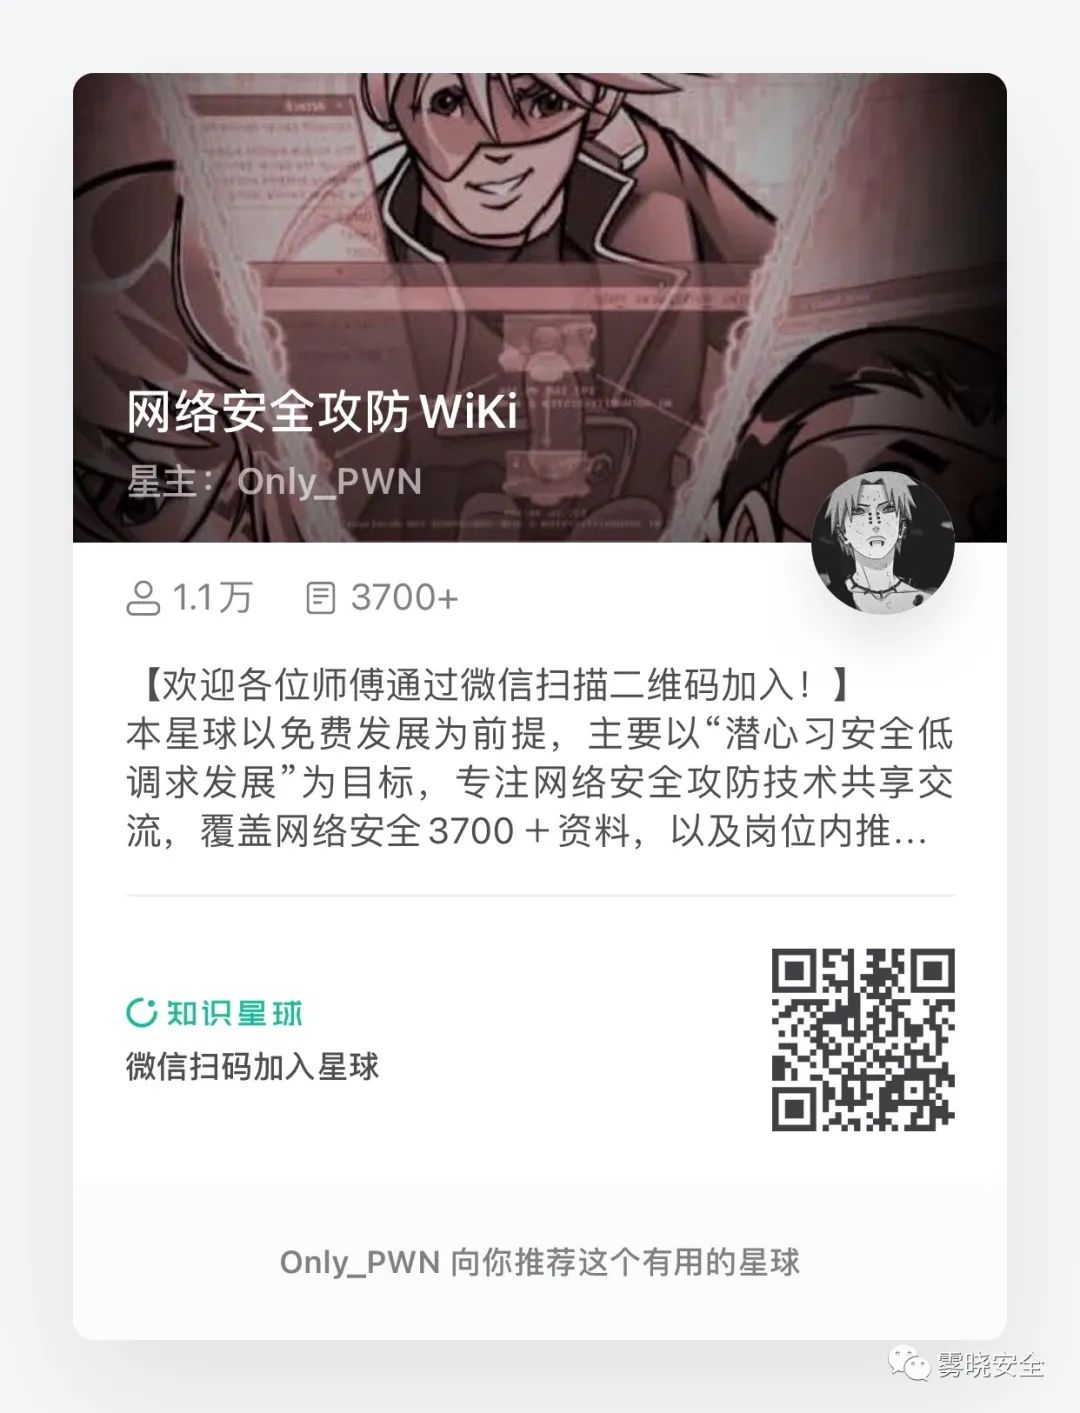 网络安全攻防WiKi
星主：Only_PWN
1.1万 3700+
【欢迎各位师傅通过微信扫描二维码加入！】
本星球以免费发展为前提，主要以“潜心习安全低
调求发展”为目标，专注网络安全攻防技术共享交
流，覆盖网络安全3700＋资料，以及岗位内推...
知识星球
微信扫码加入星球
Only_PWN 向你推荐这个有用的星球
雾晓安全